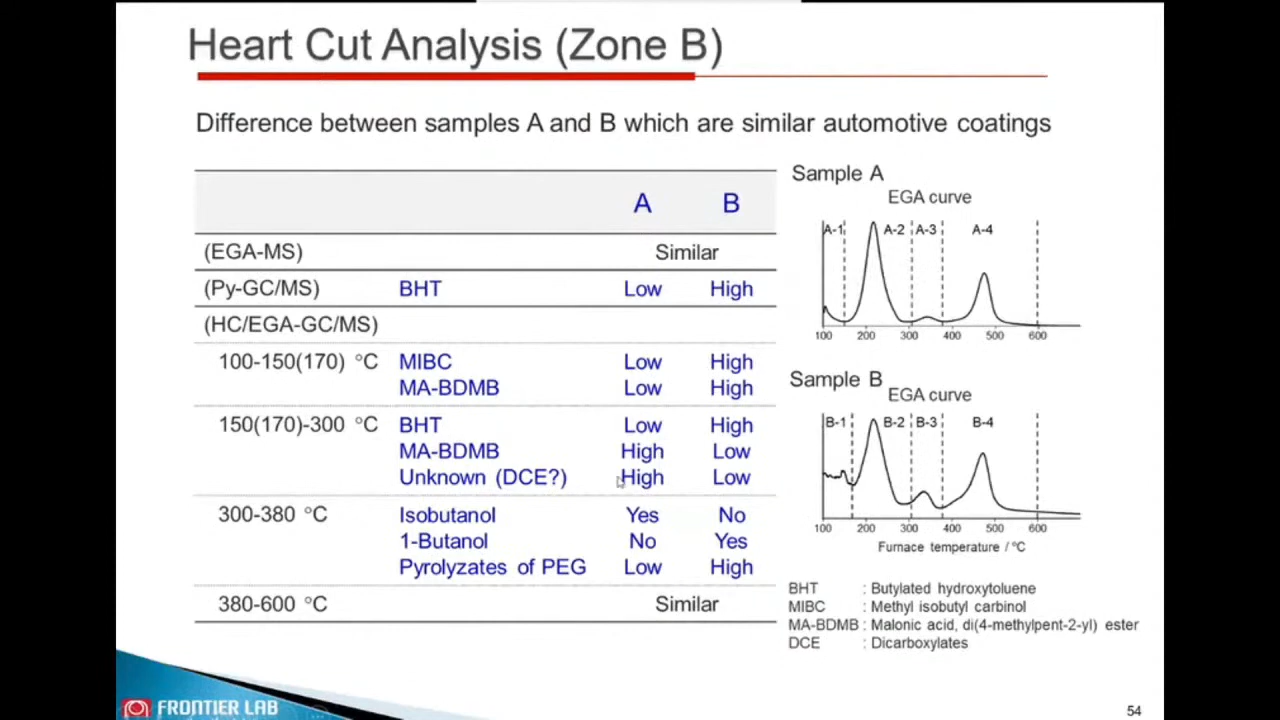 Heart Cut Analysis (Zone B)
Difference between samples A and B which are similar automotive coatings
A B
(EGA-MS) Similar
(Py-GC/MS) BHT Low High
(HC/EGA-GC/MS)
100-150(170) °C MIBC Low High
MA-BDMB Low High
150(170)-300 °C BHT Low High
MA-BDMB High Low
Unknown (DCE?) High Low
300-380 °C Isobutanol Yes No
1-Butanol No Yes
Pyrolyzates of PEG Low High
380-600 °C Similar
Sample A
EGA curve
A-1 A-2 A-3 A-4
100 200 300 400 500 600
Sample B
EGA curve
B-1 B-2 B-3 B-4
100 200 300 400 500 600
Furnace temperature / °C
BHT : Butylated hydroxytoluene
MIBC : Methyl isobutyl carbinol
MA-BDMB : Malonic acid, di(4-methylpent-2-yl) ester
DCE : Dicarboxylates
FRONTIER LAB
54